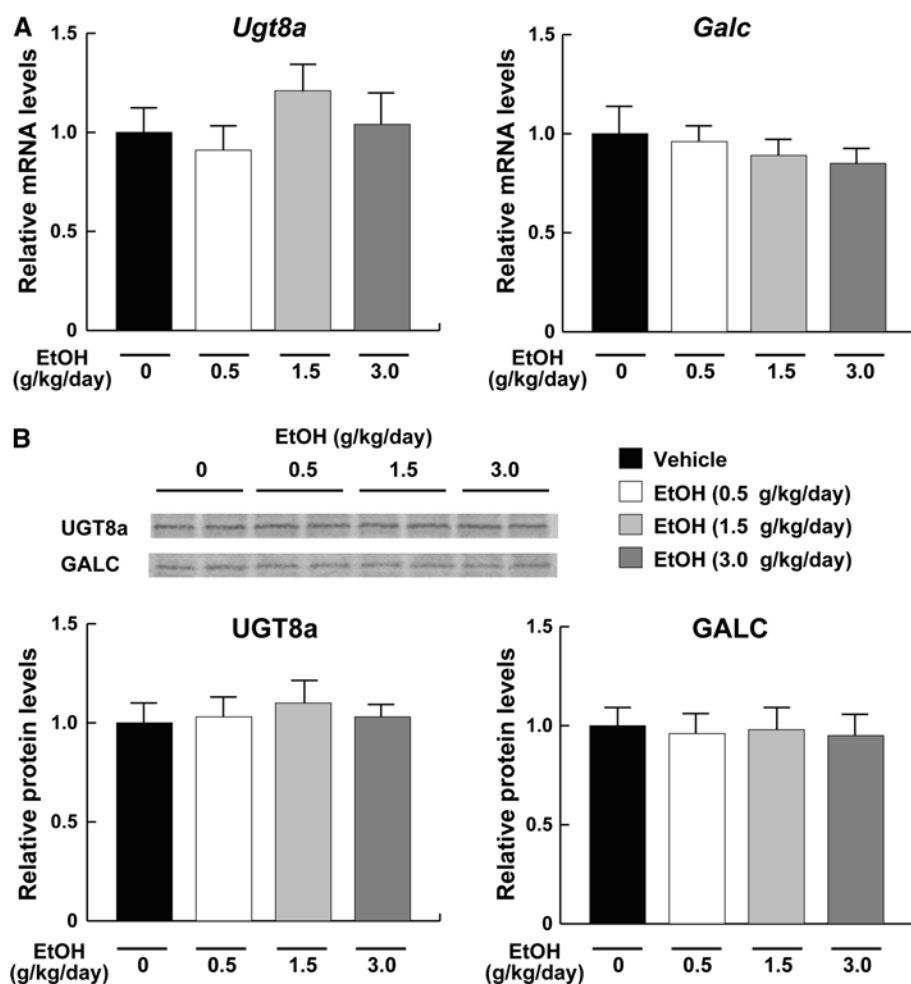 A
Ugt8a
Relative mRNA levels
1.5
1.0
0.5
0
EtOH
(g/kg/day)
0 0.5 1.5 3.0
Galc
Relative mRNA levels
1.5
1.0
0.5
0
EtOH
(g/kg/day)
0 0.5 1.5 3.0
B
EtOH (g/kg/day)
0 0.5 1.5 3.0
UGT8a
GALC
Vehicle
EtOH (0.5 g/kg/day)
EtOH (1.5 g/kg/day)
EtOH (3.0 g/kg/day)
UGT8a
Relative protein levels
1.5
1.0
0.5
0
EtOH
(g/kg/day)
0 0.5 1.5 3.0
GALC
Relative protein levels
1.5
1.0
0.5
0
EtOH
(g/kg/day)
0 0.5 1.5 3.0